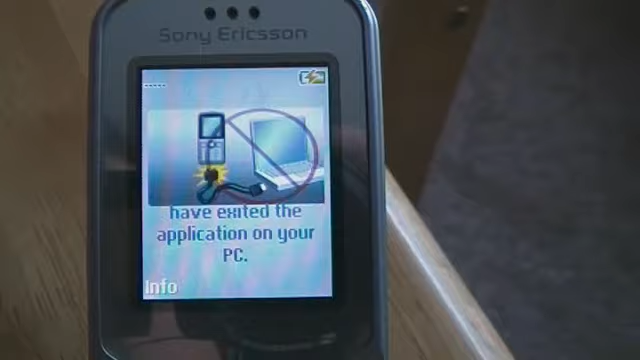 Sony Ericsson
have exited the
application on your
PC.
Info